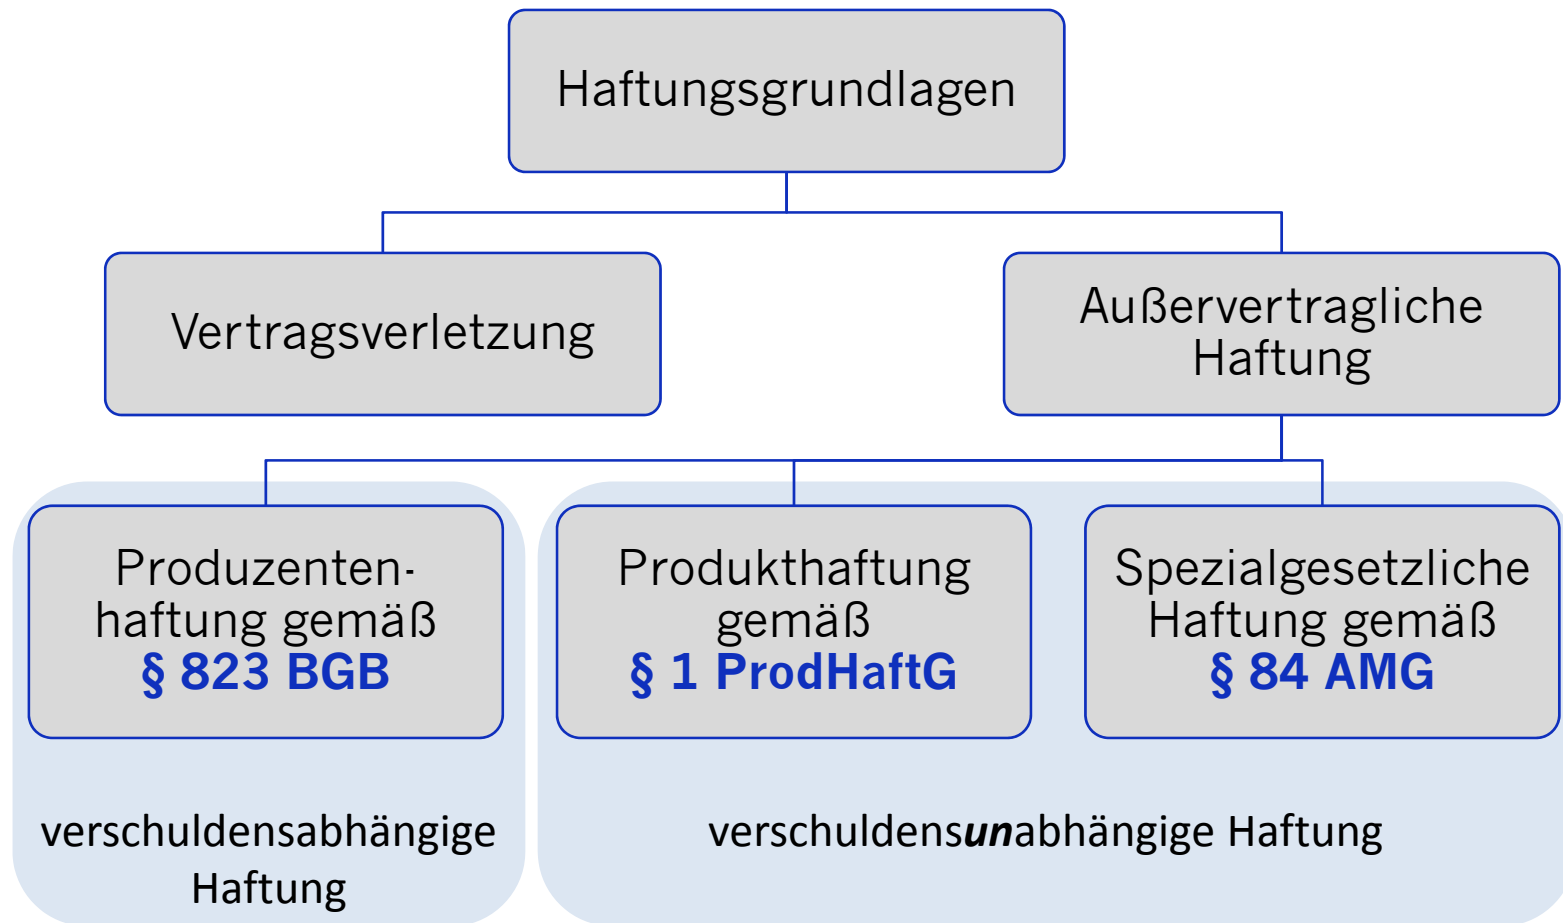 Haftungsgrundlagen
Vertragsverletzung
Außervertragliche
Haftung
Produzenten-
haftung gemäß
§ 823 BGB
Produkthaftung
gemäß
§ 1 ProdHaftG
Spezialgesetzliche
Haftung gemäß
§ 84 AMG
verschuldensabhängige
Haftung
verschuldensunabhängige Haftung